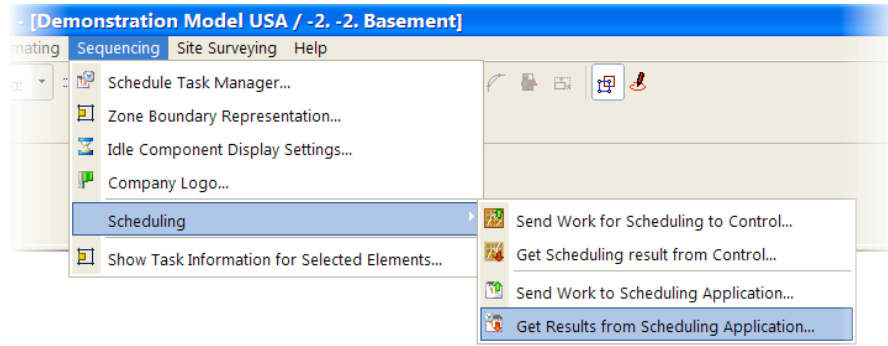 - [Demonstration Model USA / -2. -2. Basement]
mating Sequencing Site Surveying Help
Schedule Task Manager...
Zone Boundary Representation...
Idle Component Display Settings...
Company Logo...
Scheduling
Send Work for Scheduling to Control...
Get Scheduling result from Control...
Show Task Information for Selected Elements...
Send Work to Scheduling Application...
Get Results from Scheduling Application...